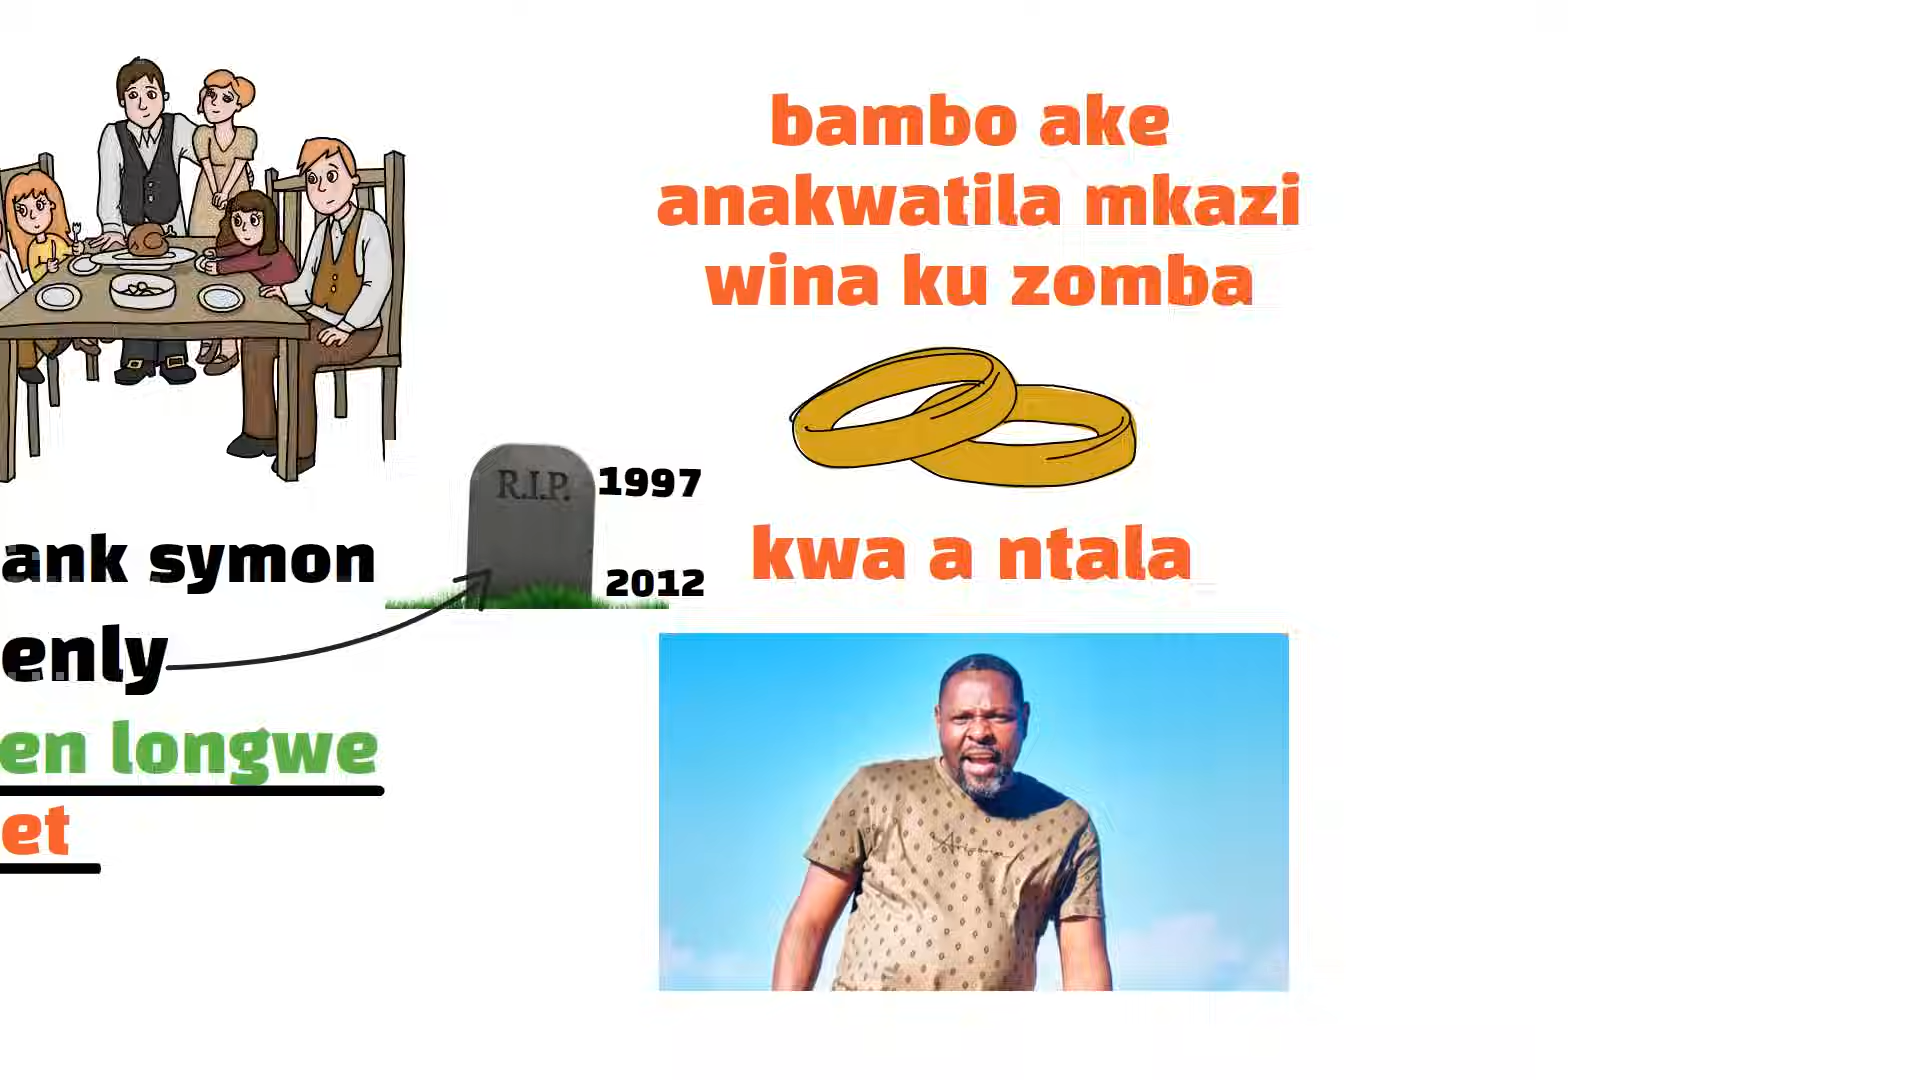 bambo ake
anakwatila mkazi
wina ku zomba
R.I.P.
1997
2012
kwa a ntala
ank symon
enly
en longwe
et